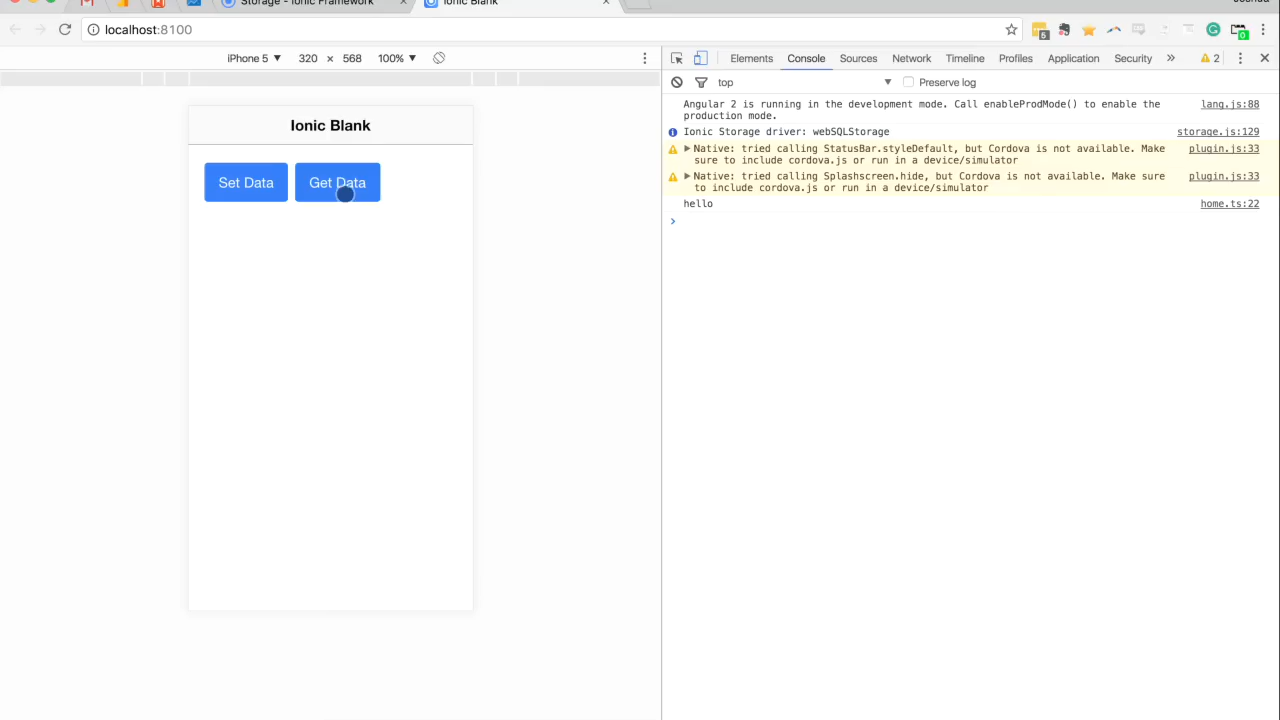 Storage - Ionic Framework
Ionic Blank
localhost:8100
5
0
iPhone 5 ▼ 320 × 568 100% ▼
Elements Console Sources Network Timeline Profiles Application Security » 2
top ▼ Preserve log
Ionic Blank
Set Data Get Data
Angular 2 is running in the development mode. Call enableProdMode() to enable the lang.js:88
production mode.
Ionic Storage driver: webSQLStorage storage.js:129
Native: tried calling StatusBar.styleDefault, but Cordova is not available. Make plugin.js:33
sure to include cordova.js or run in a device/simulator
Native: tried calling Splashscreen.hide, but Cordova is not available. Make sure plugin.js:33
to include cordova.js or run in a device/simulator
hello home.ts:22